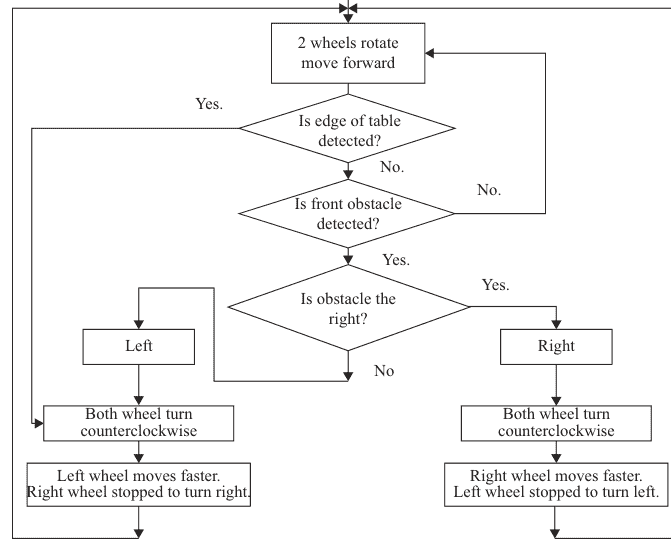 2 wheels rotate
move forward
Yes.
Is edge of table
detected?
No.
Is front obstacle
detected?
No.
Yes.
Is obstacle the
right?
Yes.
No
Left
Right
Both wheel turn
counterclockwise
Both wheel turn
counterclockwise
Left wheel moves faster.
Right wheel stopped to turn right.
Right wheel moves faster.
Left wheel stopped to turn left.